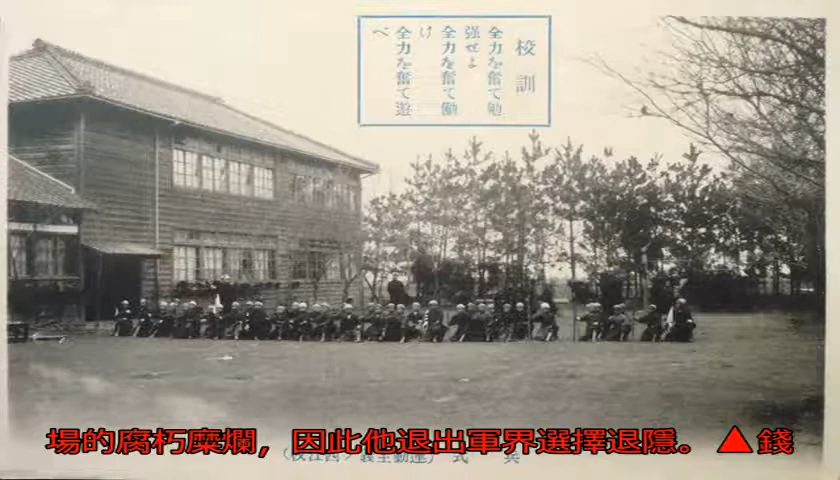 校訓
全力を奮て勉
强せよ
全力を奮て働
け
全力を奮て遊
べ
場的腐朽糜爛，因此他退出軍界選擇退隱。▲錢